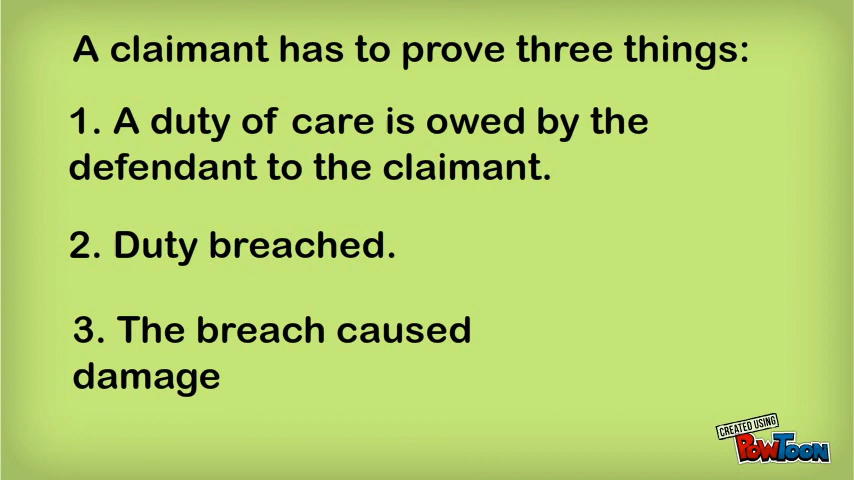 A claimant has to prove three things:
1. A duty of care is owed by the
defendant to the claimant.
2. Duty breached.
3. The breach caused
damage
CREATED USING
POWTOON